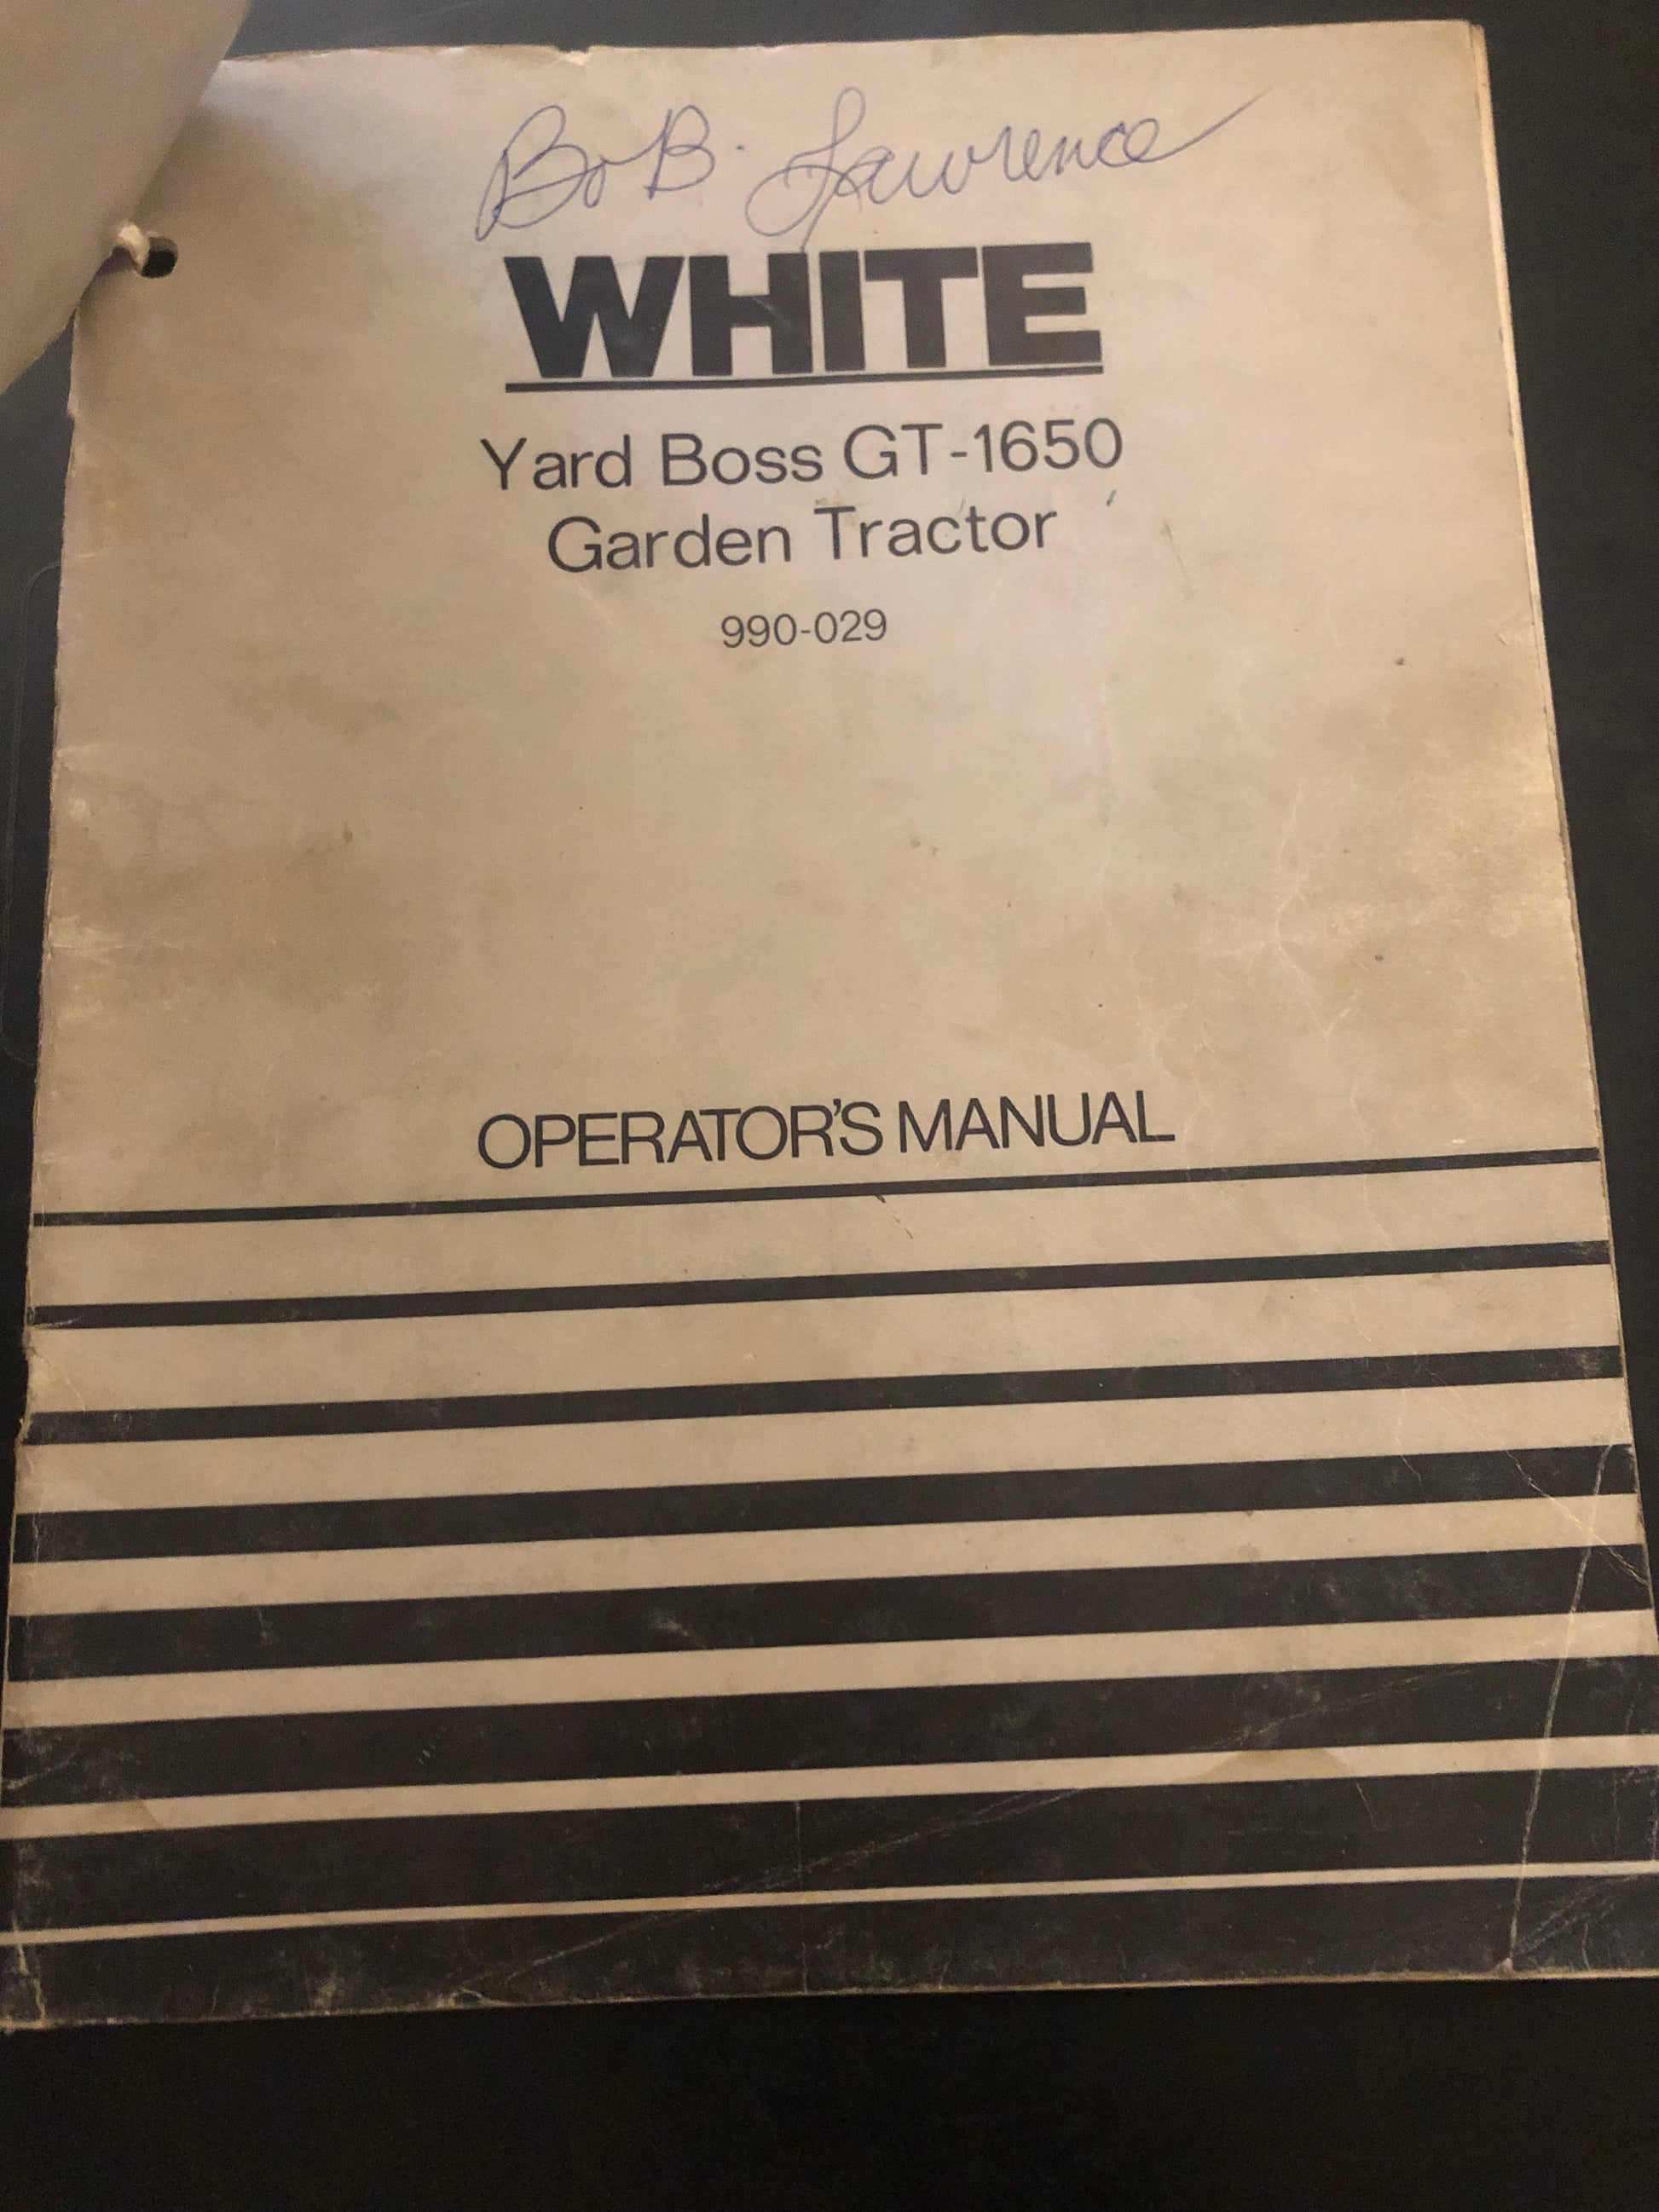 BoB. Lawrence
WHITE
Yard Boss GT-1650
Garden Tractor
990-029
OPERATOR'S MANUAL